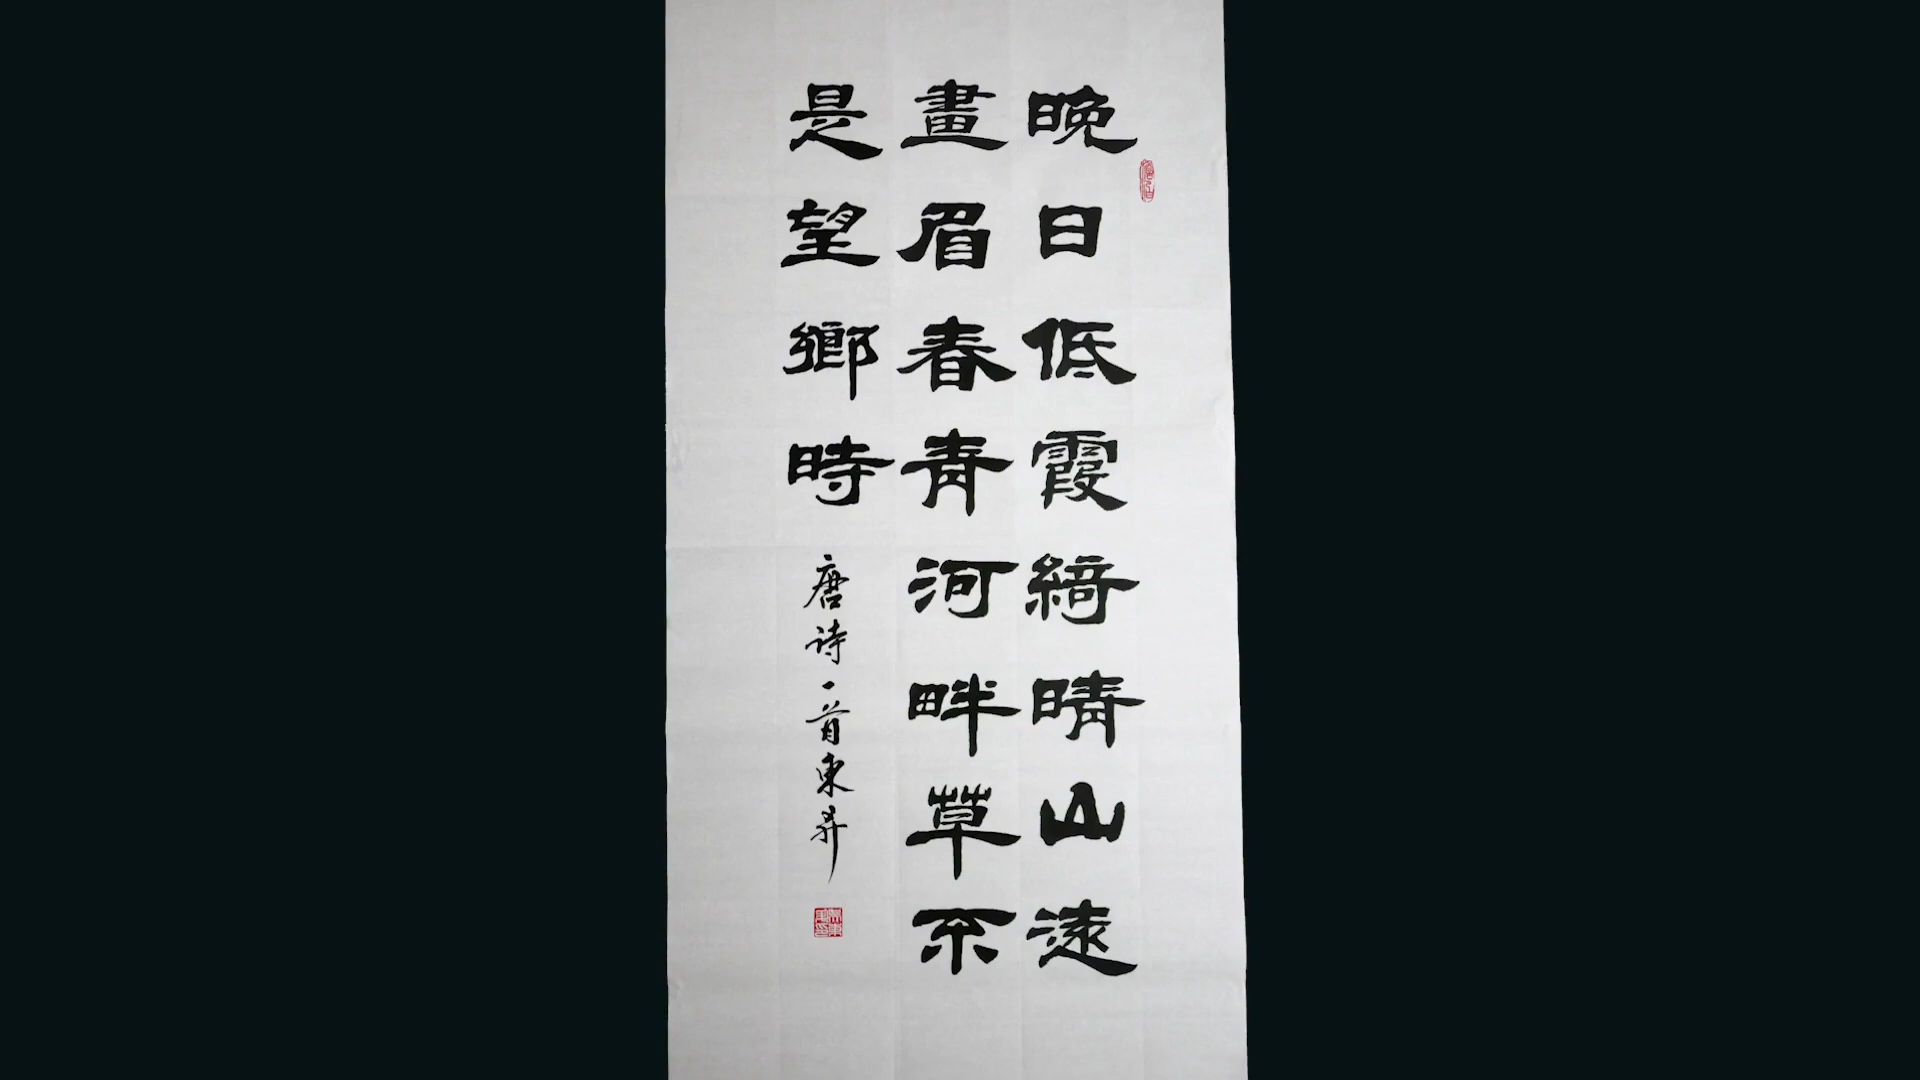 晚日低霞綺晴山遠
畫眉春青河畔草不
是望鄉時
唐诗一首東昇